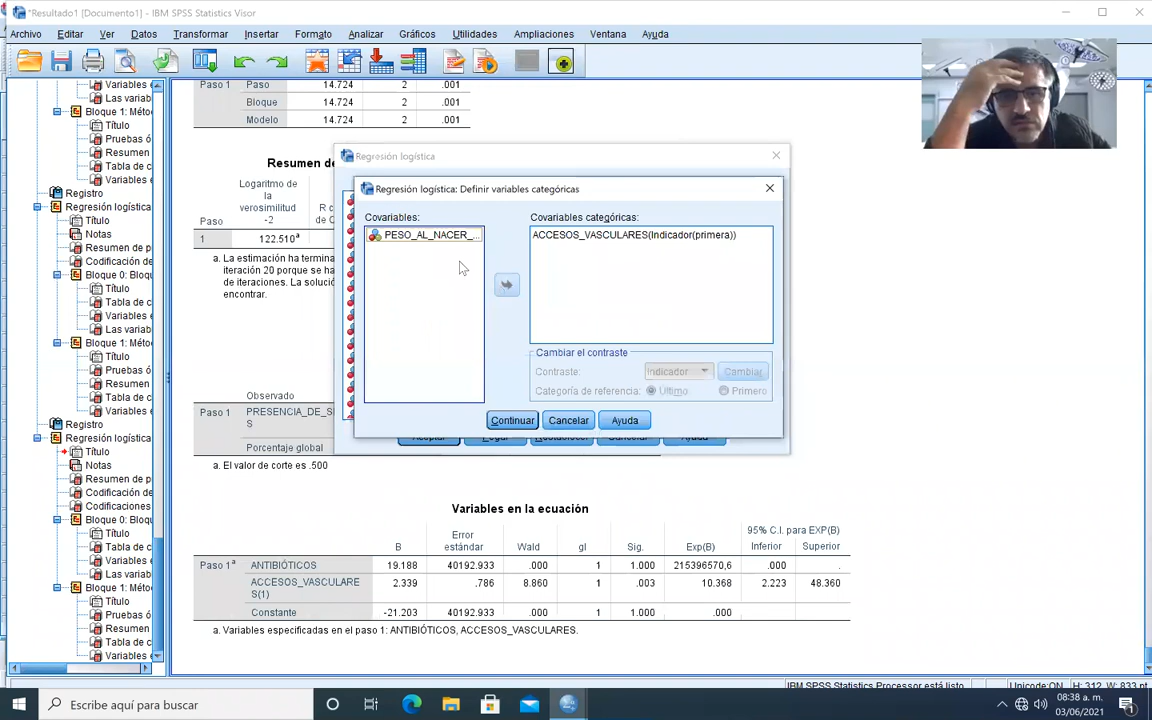 *Resultado1 [Documento1] - IBM SPSS Statistics Visor
Archivo Editar Ver Datos Transformar Insertar Formato Analizar Gráficos Utilidades Ampliaciones Ventana Ayuda
Variables e
Las variab
Bloque 1: Méto
Título
Pruebas ó
Resumen
Tabla de c
Variables e
Registro
Regresión logística
Título
Notas
Resumen de p
Codificación de
Bloque 0: Bloqu
Título
Tabla de c
Variables e
Las variab
Bloque 1: Méto
Título
Pruebas ó
Resumen
Tabla de c
Variables e
Registro
Regresión logística
Título
Notas
Resumen de p
Codificación de
Codificaciones
Bloque 0: Bloqu
Título
Tabla de c
Variables e
Las variab
Bloque 1: Méto
Título
Pruebas ó
Resumen
Tabla de c
Variables e
Paso 1 Paso 14.724 2 .001
Bloque 14.724 2 .001
Modelo 14.724 2 .001
Resumen de
Logaritmo de
la
verosimilitud
-2
R c
de C
Paso
1 122.510ª
a. La estimación ha termina
iteración 20 porque se ha
de iteraciones. La solució
encontrar.
Observado
Paso 1 PRESENCIA_DE_SE
S
Porcentaje global
a. El valor de corte es .500
Regresión logística
Regresión logística: Definir variables categóricas
Covariables:
PESO_AL_NACER_...
Covariables categóricas:
ACCESOS_VASCULARES(Indicador(primera))
Cambiar el contraste
Contraste: Indicador Cambiar
Categoría de referencia: Último Primero
Continuar Cancelar Ayuda
Variables en la ecuación
95% C.I. para EXP(B)
B Error estándar Wald gl Sig. Exp(B) Inferior Superior
Paso 1ª ANTIBIÓTICOS 19.188 40192.933 .000 1 1.000 215396570,6 .000 .
ACCESOS_VASCULARE
S(1) 2.339 .786 8.860 1 .003 10.368 2.223 48.360
Constante -21.203 40192.933 .000 1 1.000 .000
a. Variables especificadas en el paso 1: ANTIBIÓTICOS, ACCESOS_VASCULARES.
IBM SPSS Statistics Processor está listo Unicode:ON H: 312, W: 833 pt.
Escribe aquí para buscar
08:38 a. m.
03/06/2021
1